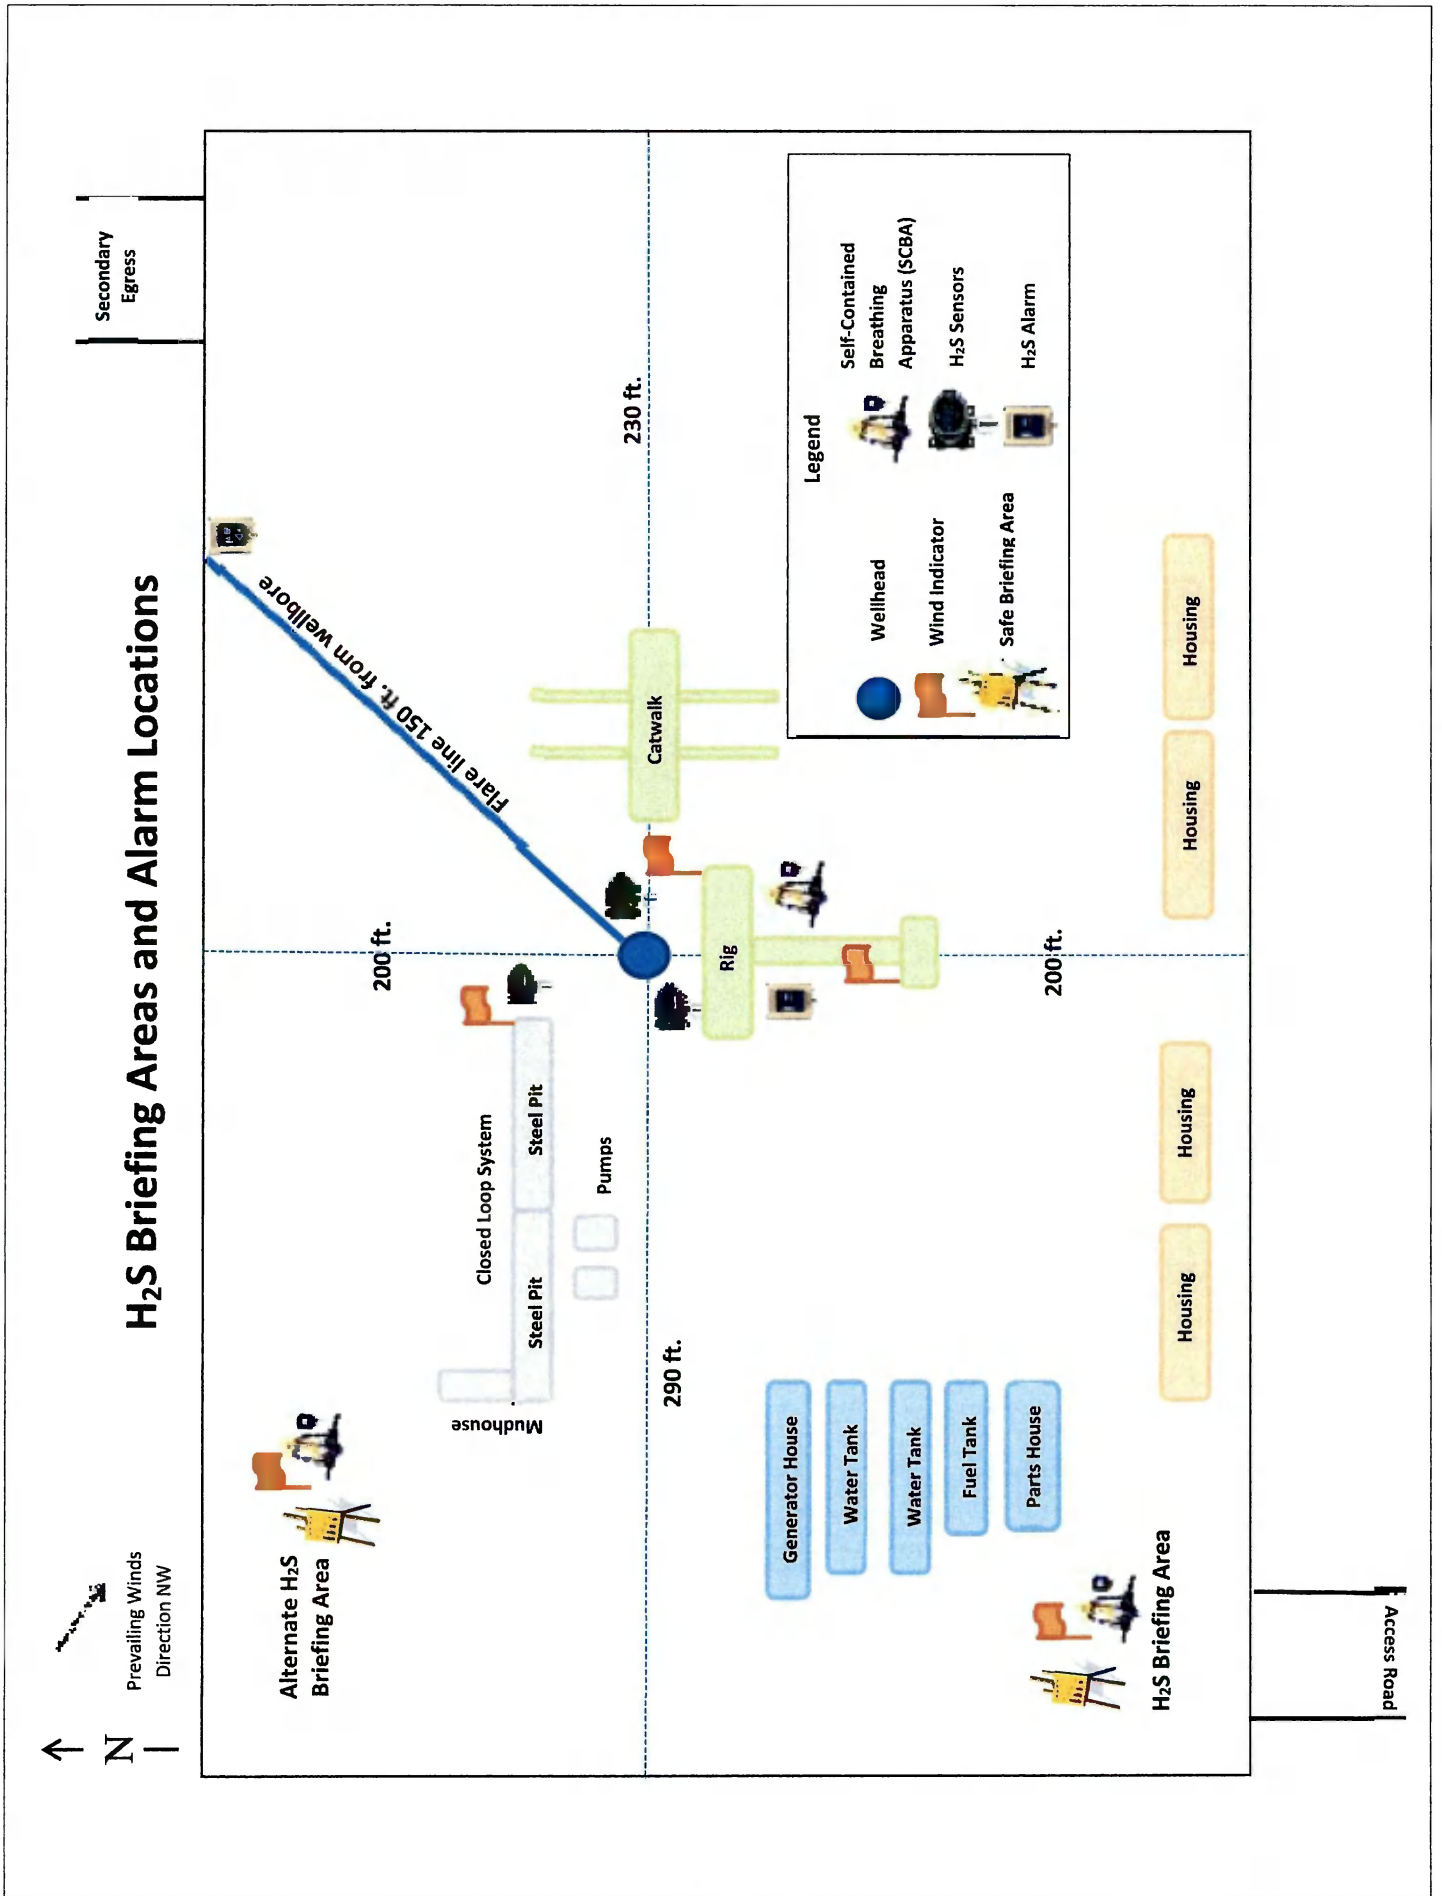 H₂S Briefing Areas and Alarm Locations
N
Prevailing Winds
Direction NW
Secondary
Egress
Alternate H₂S
Briefing Area
Mudhouse
Closed Loop System
Steel Pit
Steel Pit
Pumps
200 ft.
Flare line 150 ft. from wellbore
290 ft.
230 ft.
Rig
Catwalk
200 ft.
Generator House
Water Tank
Water Tank
Fuel Tank
Parts House
H₂S Briefing Area
Housing
Housing
Housing
Housing
Legend
Wellhead
Wind Indicator
Safe Briefing Area
Self-Contained
Breathing
Apparatus (SCBA)
H₂S Sensors
H₂S Alarm
Access Road